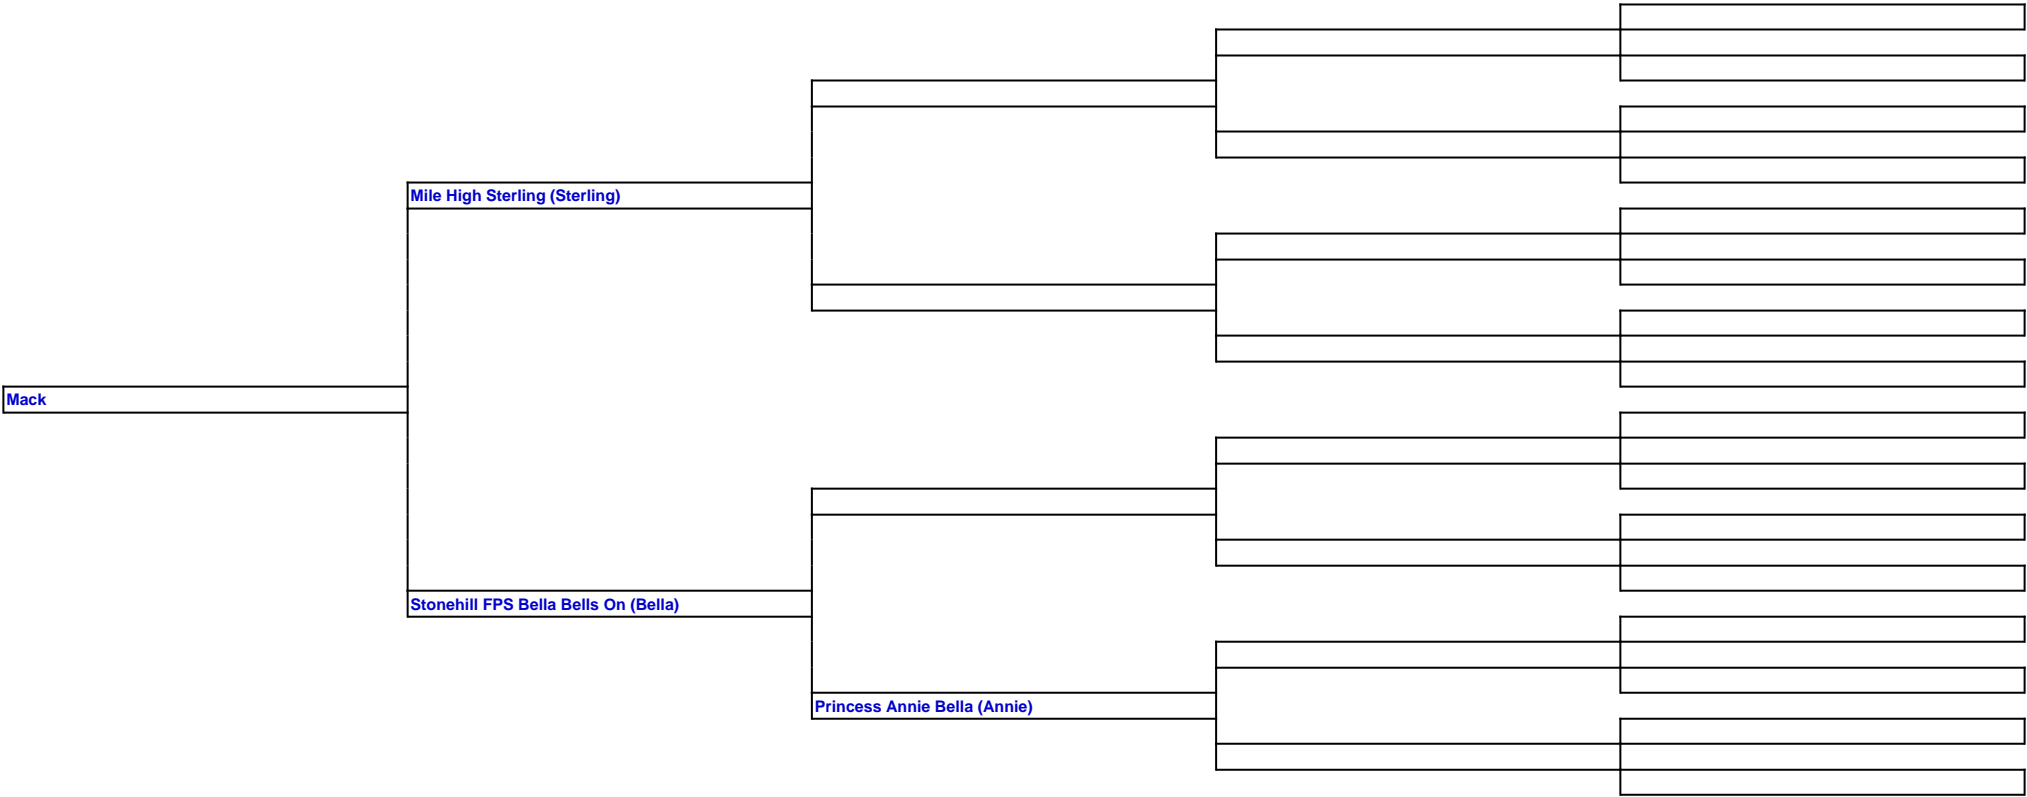 Mile High Sterling (Sterling)
Mack
Stonehill FPS Bella Bells On (Bella)
Princess Annie Bella (Annie)